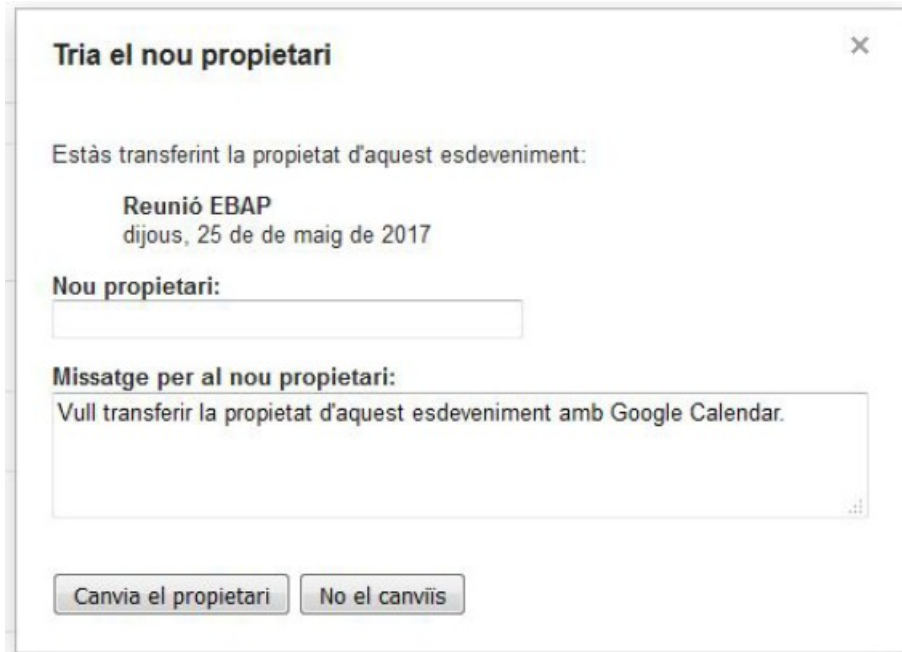 Tria el nou propietari
Estàs transferint la propietat d'aquest esdeveniment:
Reunió EBAP
dijous, 25 de de maig de 2017
Nou propietari:
Missatge per al nou propietari:
Vull transferir la propietat d'aquest esdeveniment amb Google Calendar.
Canvia el propietari No el canviïs